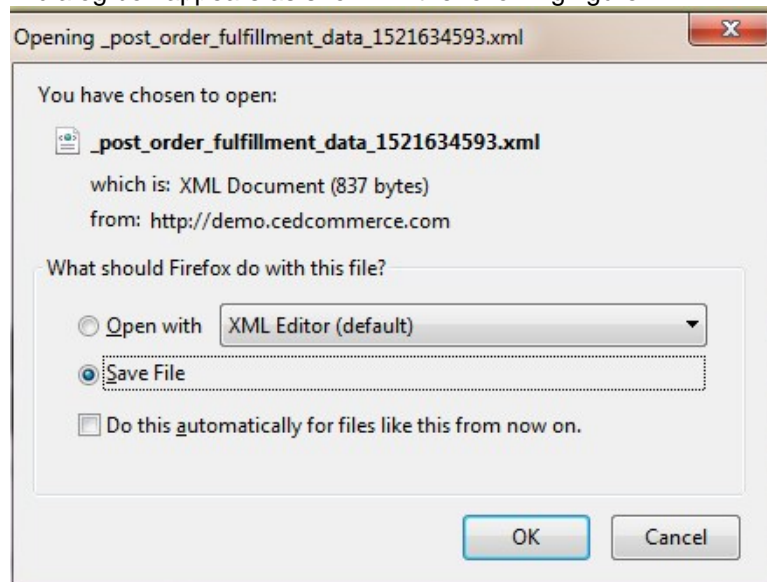 Opening _post_order_fulfillment_data_1521634593.xml
x
You have chosen to open:
_post_order_fulfillment_data_1521634593.xml
which is: XML Document (837 bytes)
from: http://demo.cedcommerce.com
What should Firefox do with this file?
Open with XML Editor (default)
Save File
Do this automatically for files like this from now on.
OK Cancel